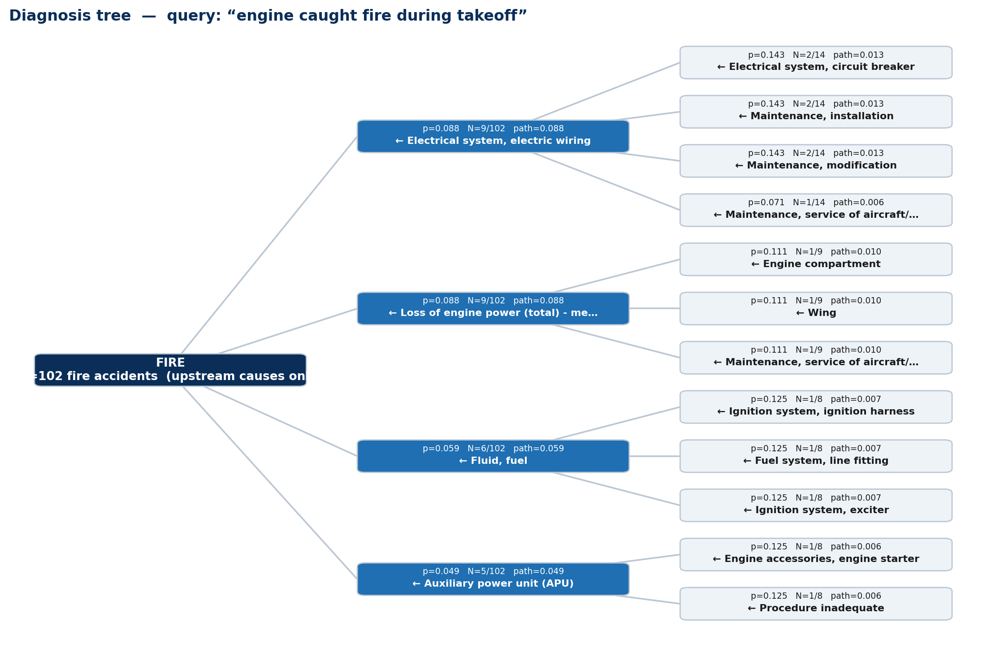 Diagnosis tree — query: “engine caught fire during takeoff”
p=0.143 N=2/14 path=0.013
← Electrical system, circuit breaker
p=0.143 N=2/14 path=0.013
← Maintenance, installation
p=0.088 N=9/102 path=0.088
← Electrical system, electric wiring
p=0.143 N=2/14 path=0.013
← Maintenance, modification
p=0.071 N=1/14 path=0.006
← Maintenance, service of aircraft/…
p=0.111 N=1/9 path=0.010
← Engine compartment
p=0.088 N=9/102 path=0.088
← Loss of engine power (total) - me…
p=0.111 N=1/9 path=0.010
← Wing
p=0.111 N=1/9 path=0.010
← Maintenance, service of aircraft/…
FIRE
=102 fire accidents (upstream causes on
p=0.125 N=1/8 path=0.007
← Ignition system, ignition harness
p=0.059 N=6/102 path=0.059
← Fluid, fuel
p=0.125 N=1/8 path=0.007
← Fuel system, line fitting
p=0.125 N=1/8 path=0.007
← Ignition system, exciter
p=0.125 N=1/8 path=0.006
← Engine accessories, engine starter
p=0.049 N=5/102 path=0.049
← Auxiliary power unit (APU)
p=0.125 N=1/8 path=0.006
← Procedure inadequate